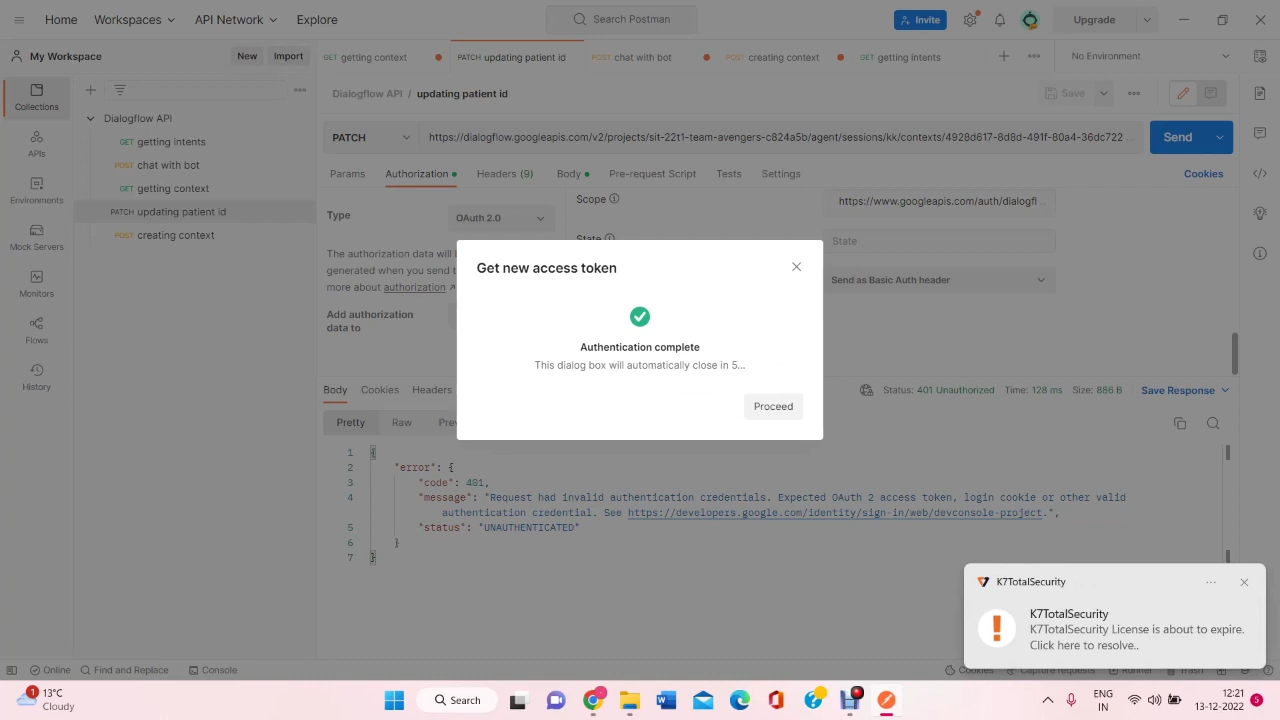 Home Workspaces API Network Explore Search Postman Invite Upgrade
My Workspace New Import GET getting context PATCH updating patient id POST chat with bot POST creating context GET getting intents No Environment
Collections
APIs
Environments
Mock Servers
Monitors
Flows
History
Dialogflow API
GET getting intents
POST chat with bot
GET getting context
PATCH updating patient id
POST creating context
Dialogflow API / updating patient id Save
PATCH https://dialogflow.googleapis.com/v2/projects/sit-22t1-team-avengers-c824a5b/agent/sessions/kk/contexts/4928d617-8d8d-491f-80a4-36dc722 ... Send
Params Authorization Headers (9) Body Pre-request Script Tests Settings Cookies
Type OAuth 2.0
The authorization data will b
generated when you send t
more about authorization
Add authorization
data to
Scope https://www.googleapis.com/auth/dialogfl ...
State State
Send as Basic Auth header
Get new access token
Authentication complete
This dialog box will automatically close in 5...
Proceed
Body Cookies Headers Status: 401 Unauthorized Time: 128 ms Size: 886 B Save Response
Pretty Raw Prev
1 {
2 "error": {
3 "code": 401,
4 "message": "Request had invalid authentication credentials. Expected OAuth 2 access token, login cookie or other valid
authentication credential. See https://developers.google.com/identity/sign-in/web/devconsole-project.",
5 "status": "UNAUTHENTICATED"
6 }
7 }
K7TotalSecurity
K7TotalSecurity
K7TotalSecurity License is about to expire.
Click here to resolve..
Online Find and Replace Console Cookies Capture requests Runner Trash
1 13°C
Cloudy
Search
ENG
IN
12:21
13-12-2022
5